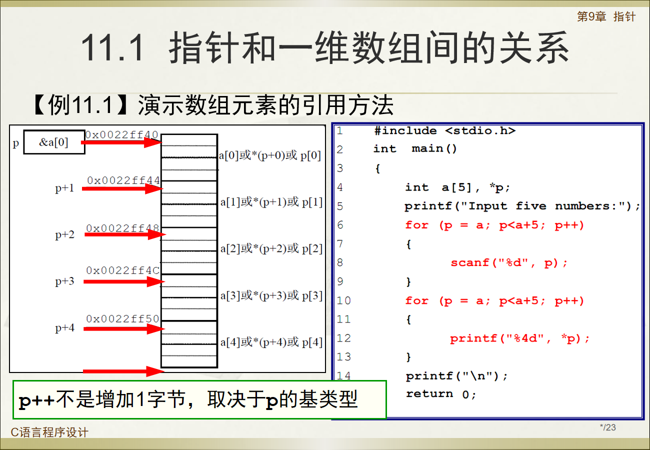 第9章 指针
11.1 指针和一维数组间的关系
【例11.1】演示数组元素的引用方法
p &a[0] 0x0022ff40
a[0]或*(p+0)或 p[0]
p+1 0x0022ff44
a[1]或*(p+1)或 p[1]
p+2 0x0022ff48
a[2]或*(p+2)或 p[2]
p+3 0x0022ff4C
a[3]或*(p+3)或 p[3]
p+4 0x0022ff50
a[4]或*(p+4)或 p[4]
1 #include <stdio.h>
2 int main()
3 {
4 int a[5], *p;
5 printf("Input five numbers:");
6 for (p = a; p<a+5; p++)
7 {
8 scanf("%d", p);
9 }
10 for (p = a; p<a+5; p++)
11 {
12 printf("%4d", *p);
13 }
14 printf("\n");
return 0;
p++不是增加1字节，取决于p的基类型
C语言程序设计
*/23